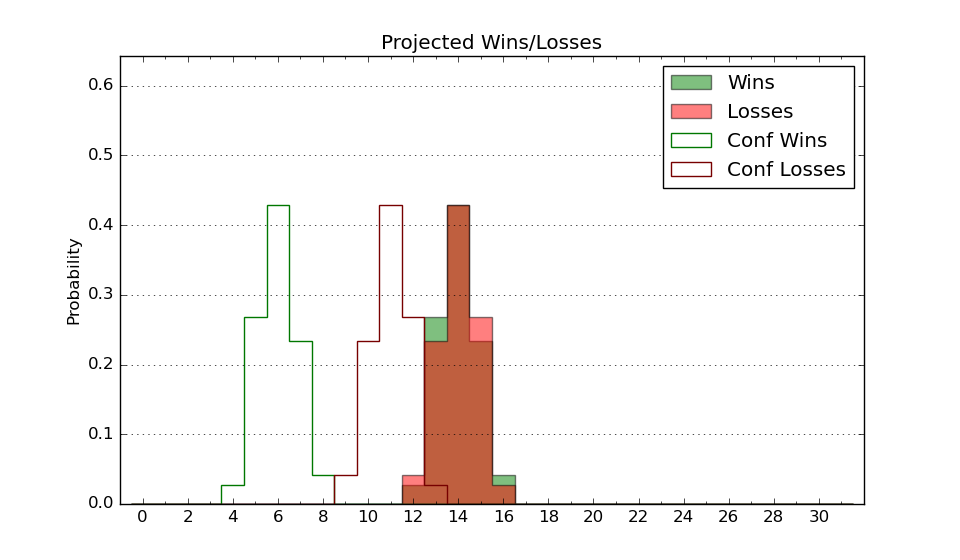 Projected Wins/Losses
Wins
Losses
Conf Wins
Conf Losses
Probability
0.6
0.5
0.4
0.3
0.2
0.1
0.0
0 2 4 6 8 10 12 14 16 18 20 22 24 26 28 30